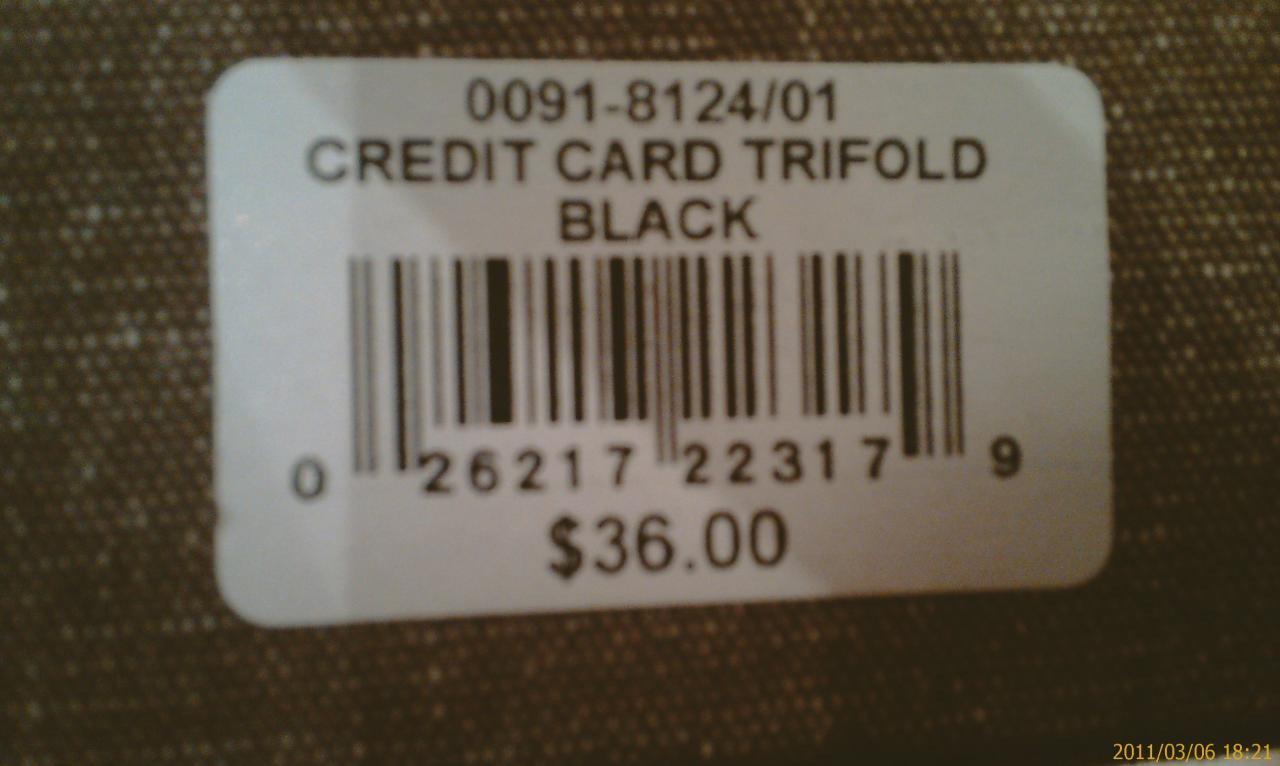 0091-8124/01
CREDIT CARD TRIFOLD
BLACK
0 26217 22317 9
$36.00
2011/03/06 18:21